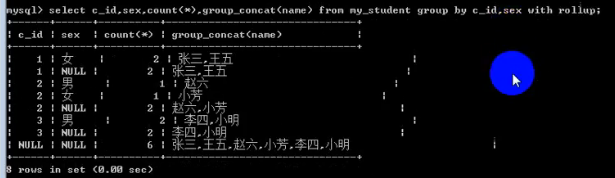 mysql> select c_id,sex,count(*),group_concat(name) from my_student group by c_id,sex with rollup;
+------+------+----------+-------------------------------+
| c_id | sex | count(*) | group_concat(name) |
+------+------+----------+-------------------------------+
| 1 | 女 | 2 | 张三,王五 |
| 1 | NULL | 2 | 张三,王五 |
| 2 | 男 | 1 | 赵六 |
| 2 | 女 | 1 | 小芳 |
| 2 | NULL | 2 | 赵六,小芳 |
| 3 | 男 | 2 | 李四,小明 |
| 3 | NULL | 2 | 李四,小明 |
| NULL | NULL | 6 | 张三,王五,赵六,小芳,李四,小明 |
+------+------+----------+-------------------------------+
8 rows in set (0.00 sec)